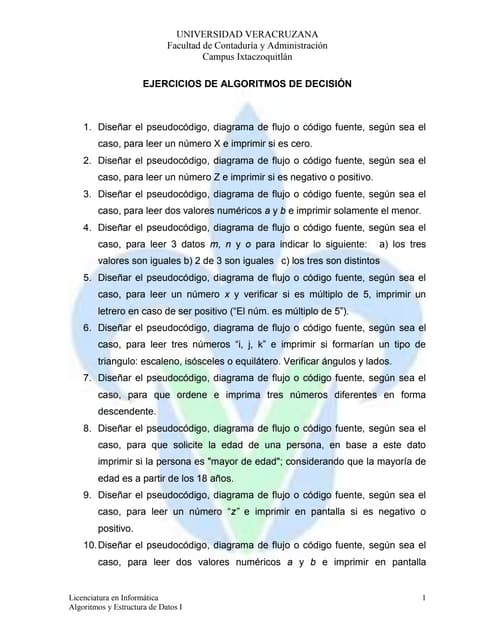 UNIVERSIDAD VERACRUZANA
Facultad de Contaduría y Administración
Campus Ixtaczoquitlán
EJERCICIOS DE ALGORITMOS DE DECISIÓN
1. Diseñar el pseudocódigo, diagrama de flujo o código fuente, según sea el
caso, para leer un número X e imprimir si es cero.
2. Diseñar el pseudocódigo, diagrama de flujo o código fuente, según sea el
caso, para leer un número Z e imprimir si es negativo o positivo.
3. Diseñar el pseudocódigo, diagrama de flujo o código fuente, según sea el
caso, para leer dos valores numéricos a y b e imprimir solamente el menor.
4. Diseñar el pseudocódigo, diagrama de flujo o código fuente, según sea el
caso, para leer 3 datos m, n y o para indicar lo siguiente: a) los tres
valores son iguales b) 2 de 3 son iguales c) los tres son distintos
5. Diseñar el pseudocódigo, diagrama de flujo o código fuente, según sea el
caso, para leer un número x y verificar si es múltiplo de 5, imprimir un
letrero en caso de ser positivo ("El núm. es múltiplo de 5").
6. Diseñar el pseudocódigo, diagrama de flujo o código fuente, según sea el
caso, para leer tres números "i, j, k" e imprimir si formarían un tipo de
triangulo: escaleno, isósceles o equilátero. Verificar ángulos y lados.
7. Diseñar el pseudocódigo, diagrama de flujo o código fuente, según sea el
caso, para que ordene e imprima tres números diferentes en forma
descendente.
8. Diseñar el pseudocódigo, diagrama de flujo o código fuente, según sea el
caso, para que solicite la edad de una persona, en base a este dato
imprimir si la persona es "mayor de edad"; considerando que la mayoría de
edad es a partir de los 18 años.
9. Diseñar el pseudocódigo, diagrama de flujo o código fuente, según sea el
caso, para leer un número "z" e imprimir en pantalla si es negativo o
positivo.
10. Diseñar el pseudocódigo, diagrama de flujo o código fuente, según sea el
caso, para leer dos valores numéricos a y b e imprimir en pantalla
Licenciatura en Informática 1
Algoritmos y Estructura de Datos I